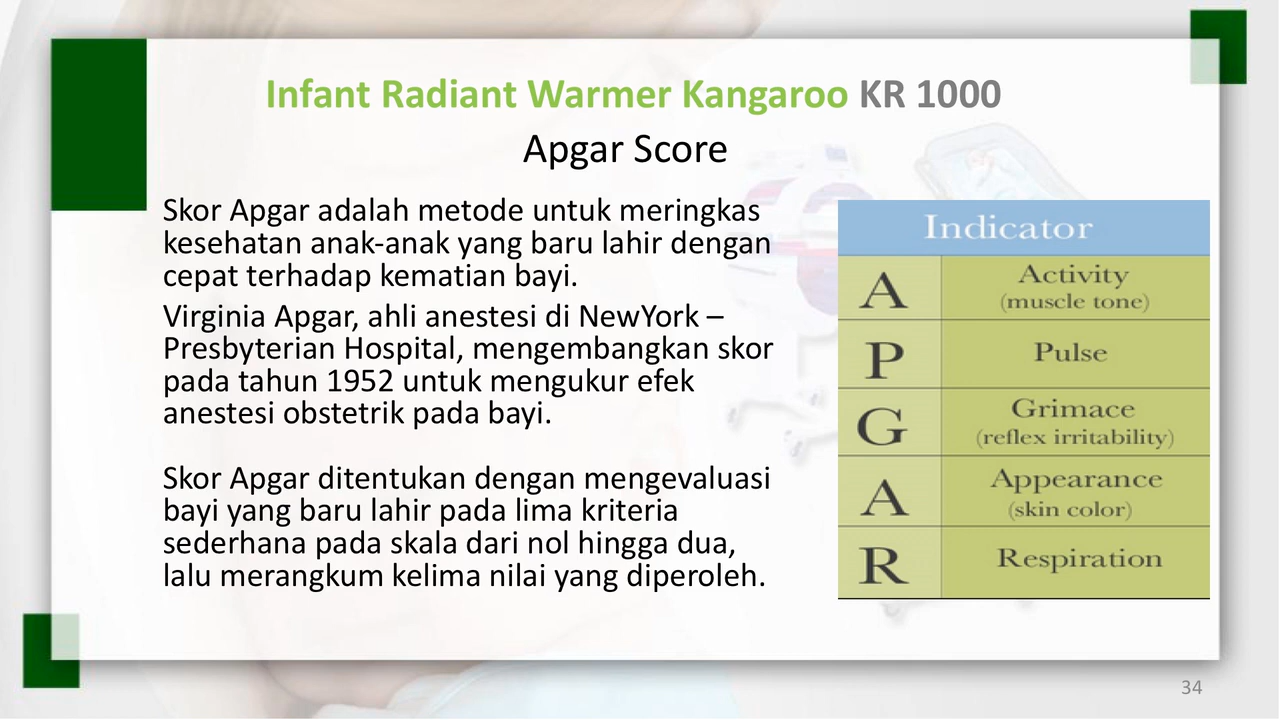 Infant Radiant Warmer Kangaroo KR 1000
Apgar Score
Skor Apgar adalah metode untuk meringkas
kesehatan anak-anak yang baru lahir dengan
cepat terhadap kematian bayi.
Virginia Apgar, ahli anestesi di NewYork –
Presbyterian Hospital, mengembangkan skor
pada tahun 1952 untuk mengukur efek
anestesi obstetrik pada bayi.
Skor Apgar ditentukan dengan mengevaluasi
bayi yang baru lahir pada lima kriteria
sederhana pada skala dari nol hingga dua,
lalu merangkum kelima nilai yang diperoleh.
Indicator
A Activity
(muscle tone)
P Pulse
G Grimace
(reflex irritability)
A Appearance
(skin color)
R Respiration
34